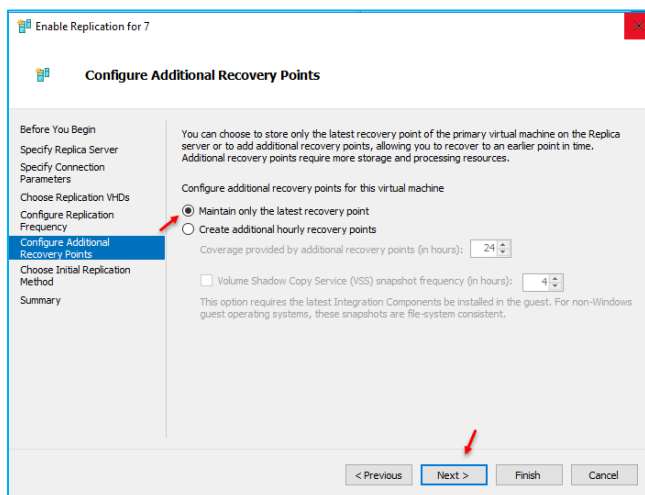 Enable Replication for 7
Configure Additional Recovery Points
Before You Begin
Specify Replica Server
Specify Connection
Parameters
Choose Replication VHDs
Configure Replication
Frequency
Configure Additional
Recovery Points
Choose Initial Replication
Method
Summary
You can choose to store only the latest recovery point of the primary virtual machine on the Replica
server or to add additional recovery points, allowing you to recover to an earlier point in time.
Additional recovery points require more storage and processing resources.
Configure additional recovery points for this virtual machine
Maintain only the latest recovery point
Create additional hourly recovery points
Coverage provided by additional recovery points (in hours): 24
Volume Shadow Copy Service (VSS) snapshot frequency (in hours): 4
This option requires the latest Integration Components be installed in the guest. For non-Windows
guest operating systems, these snapshots are file-system consistent.
< Previous Next > Finish Cancel